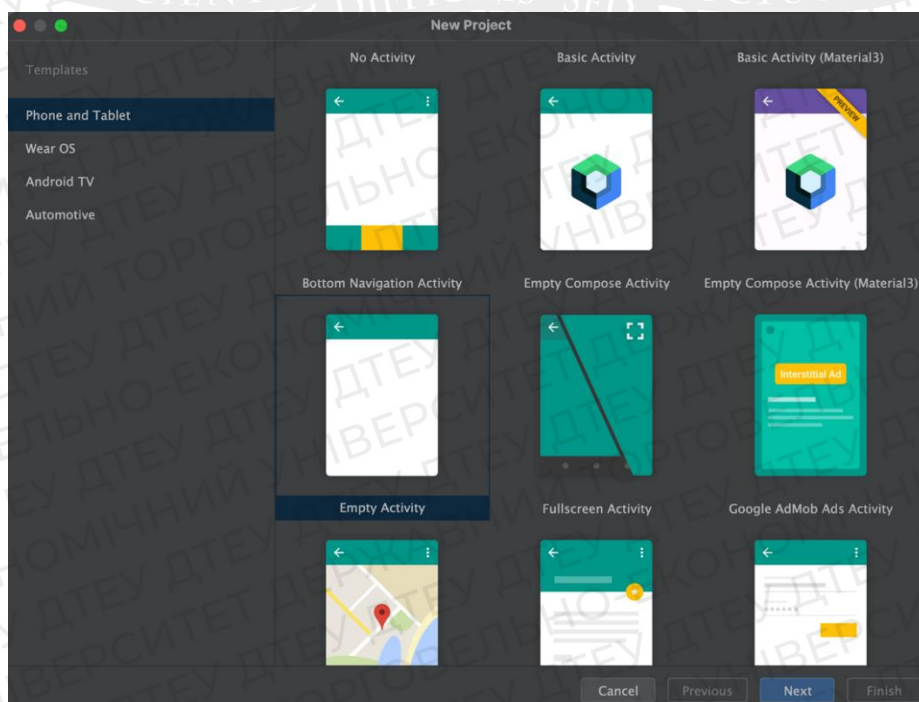 New Project
Templates
Phone and Tablet
Wear OS
Android TV
Automotive
No Activity
Basic Activity
Basic Activity (Material3)
PREVIEW
Bottom Navigation Activity
Empty Compose Activity
Empty Compose Activity (Material3)
Interstitial Ad
Empty Activity
Fullscreen Activity
Google AdMob Ads Activity
Cancel
Previous
Next
Finish